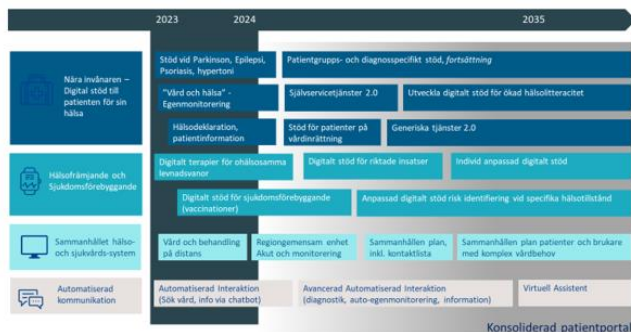 2023 2024 2035
Nära invånaren –
Digital stöd till
patienten för sin
hälsa
Stöd vid Parkinson, Epilepsi,
Psoriasis, hypertoni
Patientgrups- och diagnosspecifikt stöd, fortsättning
"Vård och hälsa" -
Egenmonitorering
Självservicetjänster 2.0
Utveckla digitalt stöd för ökad hälsolitteracitet
Hälsodeklaration,
patientinformation
Stöd för patienter på
vårdinrättning
Generiska tjänster 2.0
Hälsofrämjande och
Sjukdomsförebyggande
Digitalt terapier för ohälsosamma
levnadsvanor
Digitalt stöd för riktade insatser
Individ anpassad digitalt stöd
Digitalt stöd för sjukdomsförebyggande
(vaccinationer)
Anpassad digitalt stöd risk identifiering vid specifika hälsotillstånd
Sammanhållet hälso-
och sjukvårds-system
Vård och behandling
på distans
Regiongemensam enhet
Akut och monitorering
Sammanhållen plan,
inkl. kontaktlista
Sammanhållen plan patienter och brukare
med komplex vårdbehov
Automatiserad
kommunikation
Automatiserad Interaktion
(Sök vård, info via chatbot)
Avancerad Automatiserad Interaktion
(diagnostik, auto-egenmonitorering, information)
Virtuell Assistent
Konsoliderad patientportal